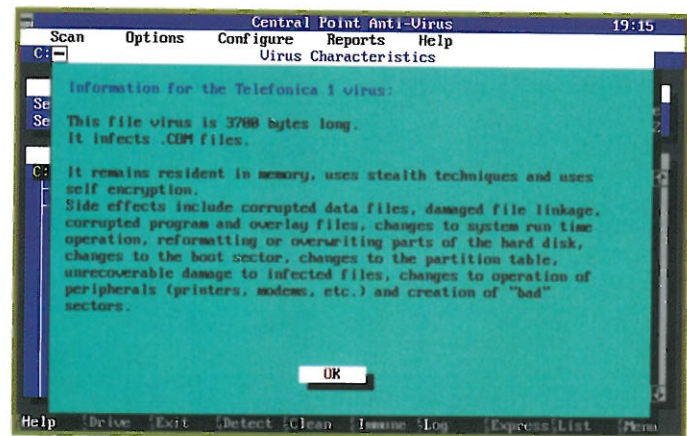 Central Point Anti-Virus 19:15
Scan Options Configure Reports Help
C: Virus Characteristics
Information for the Telefonica 1 virus:
Se
This file virus is 3700 bytes long.
Se
It infects .COM files.
C:
It remains resident in memory, uses stealth techniques and uses
self encryption.
Side effects include corrupted data files, damaged file linkage,
corrupted program and overlay files, changes to system run time
operation, reformatting or overwriting parts of the hard disk,
changes to the boot sector, changes to the partition table,
unrecoverable damage to infected files, changes to operation of
peripherals (printers, modems, etc.) and creation of "bad"
sectors.
OK
Help Drive Exit Detect Clean Immune Log Express List Menu